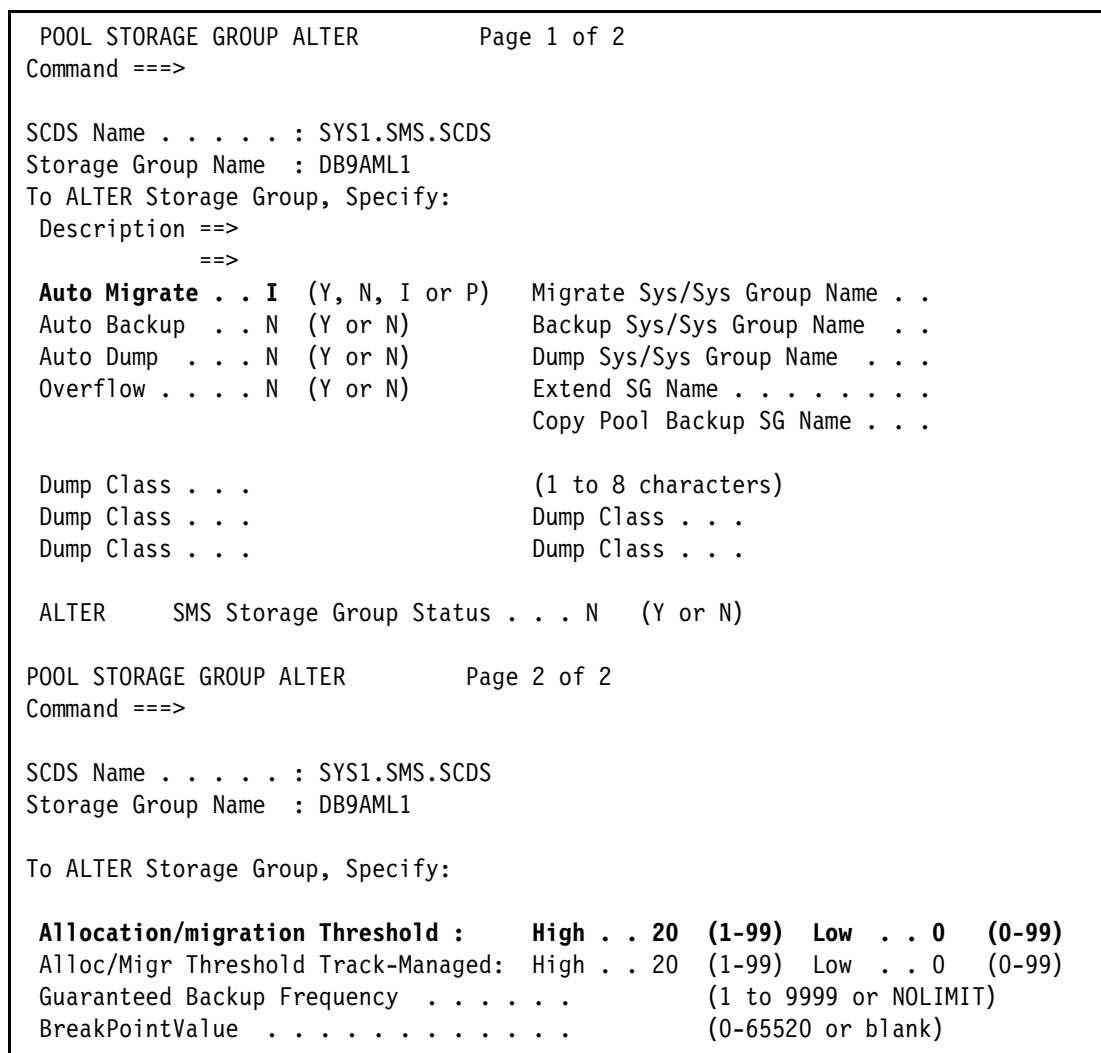 POOL STORAGE GROUP ALTER Page 1 of 2
Command ===>
SCDS Name . . . . . : SYS1.SMS.SCDS
Storage Group Name : DB9AML1
To ALTER Storage Group, Specify:
Description ==>
==>
Auto Migrate . . I (Y, N, I or P) Migrate Sys/Sys Group Name . .
Auto Backup . . N (Y or N) Backup Sys/Sys Group Name . .
Auto Dump . . . N (Y or N) Dump Sys/Sys Group Name . . .
Overflow . . . . N (Y or N) Extend SG Name . . . . . . . .
Copy Pool Backup SG Name . . .
Dump Class . . . (1 to 8 characters)
Dump Class . . . Dump Class . . .
Dump Class . . . Dump Class . . .
ALTER SMS Storage Group Status . . . N (Y or N)
POOL STORAGE GROUP ALTER Page 2 of 2
Command ===>
SCDS Name . . . . . : SYS1.SMS.SCDS
Storage Group Name : DB9AML1
To ALTER Storage Group, Specify:
Allocation/migration Threshold : High . . 20 (1-99) Low . . 0 (0-99)
Alloc/Migr Threshold Track-Managed: High . . 20 (1-99) Low . . 0 (0-99)
Guaranteed Backup Frequency . . . . . . (1 to 9999 or NOLIMIT)
BreakPointValue . . . . . . . . . . . . (0-65520 or blank)